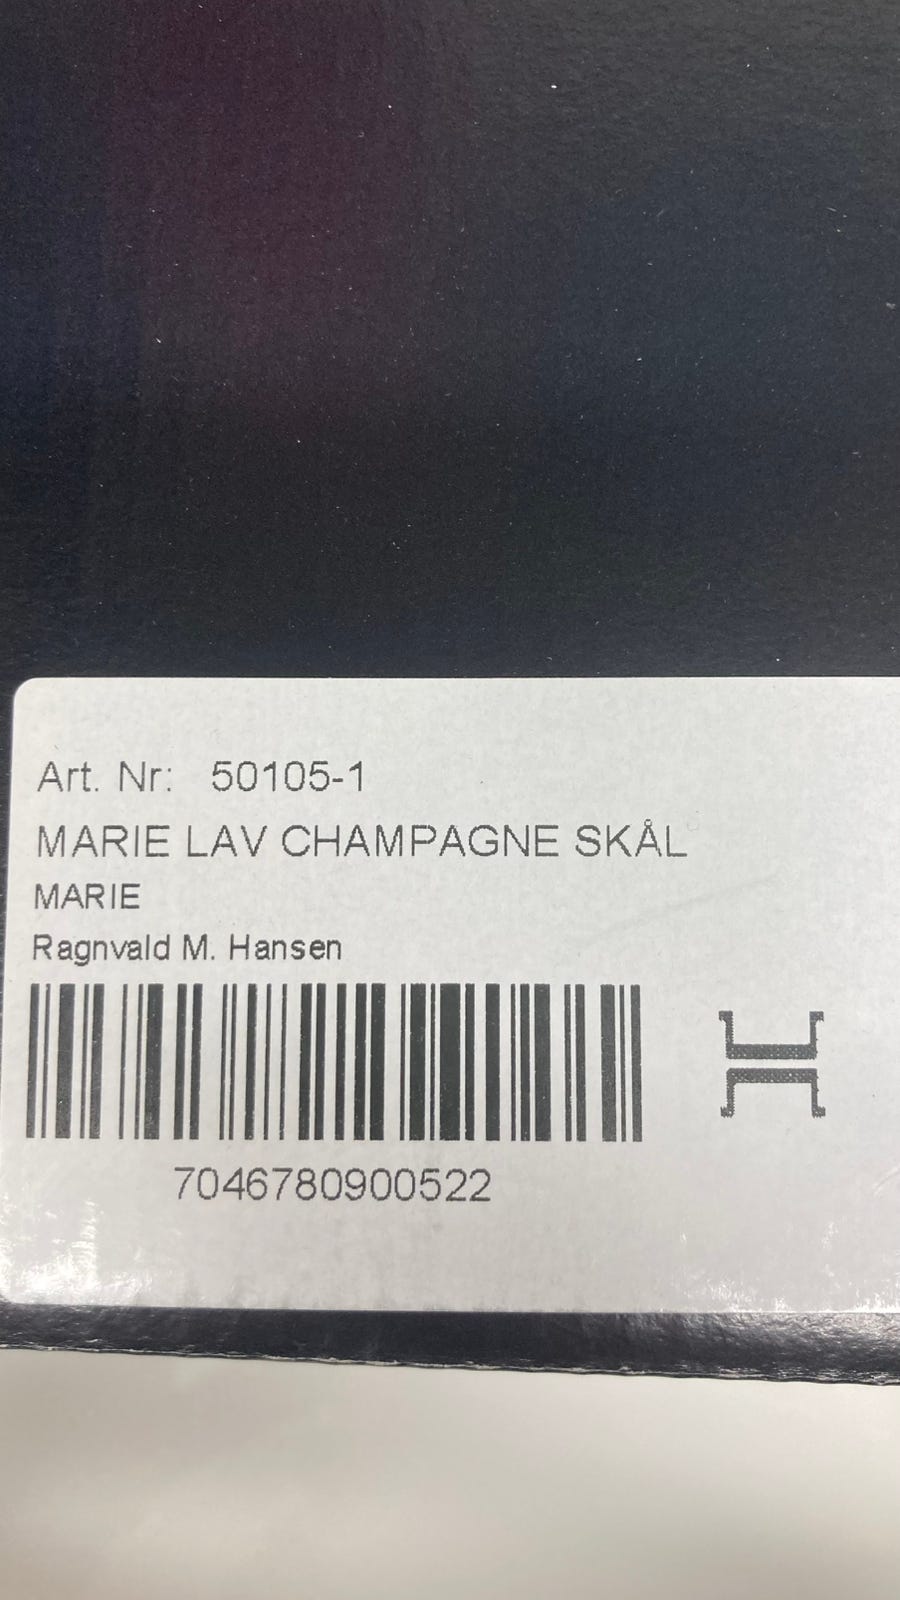 Art. Nr: 50105-1
MARIE LAV CHAMPAGNE SKÅL
MARIE
Ragnvald M. Hansen
7046780900522